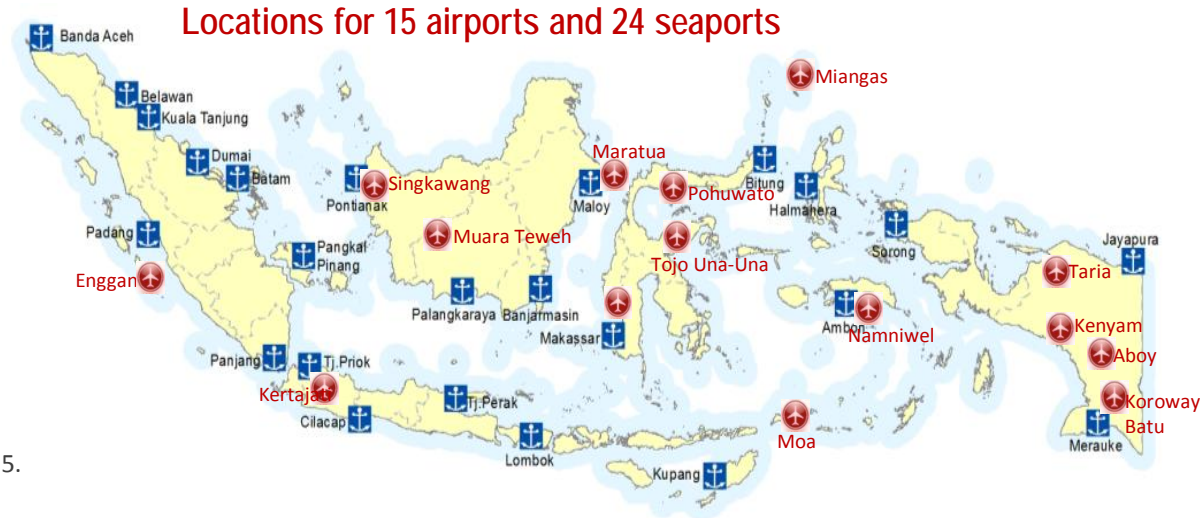 Locations for 15 airports and 24 seaports
Banda Aceh
Miangas
Belawan
Kuala Tanjung
Maratua
Dumai
Batam
Singkawang
Pontianak
Maloy
Pohuwato
Bitung
Halmahera
Padang
Muara Teweh
Pangkal
Pinang
Tojo Una-Una
Sorong
Jayapura
Enggan
Taria
Palangkaraya
Banjarmasin
Makassar
Ambon
Namniwel
Kenyam
Aboy
Panjang
Tj.Priok
Kertajati
Cilacap
Tj.Perak
Lombok
Kupang
Moa
Koroway
Batu
Merauke
5.